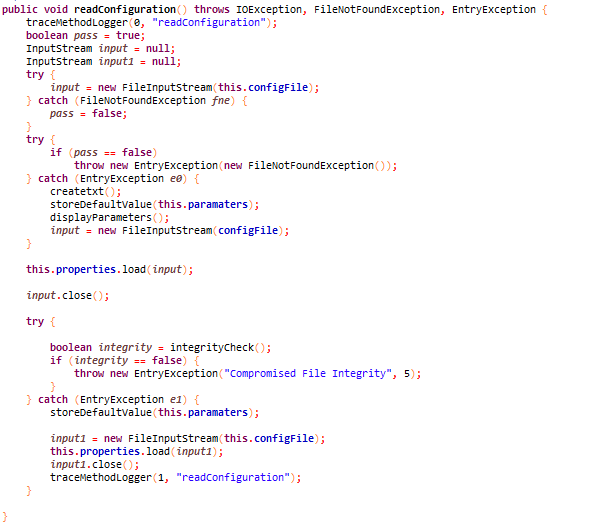 public void readConfiguration() throws IOException, FileNotFoundException, EntryException {
    traceMethodLogger(0, "readConfiguration");
    boolean pass = true;
    InputStream input = null;
    InputStream input1 = null;
    try {
        input = new FileInputStream(this.configFile);
    } catch (FileNotFoundException fne) {
        pass = false;
    }
    try {
        if (pass == false)
            throw new EntryException(new FileNotFoundException());
    } catch (EntryException e0) {
        createtxt();
        storeDefaultValue(this.paramaters);
        displayParameters();
        input = new FileInputStream(configFile);
    }

    this.properties.load(input);

    input.close();

    try {

        boolean integrity = integrityCheck();
        if (integrity == false) {
            throw new EntryException("Compromised File Integrity", 5);
        }
    } catch (EntryException e1) {
        storeDefaultValue(this.paramaters);

        input1 = new FileInputStream(this.configFile);
        this.properties.load(input1);
        input1.close();
        traceMethodLogger(1, "readConfiguration");
    }

}